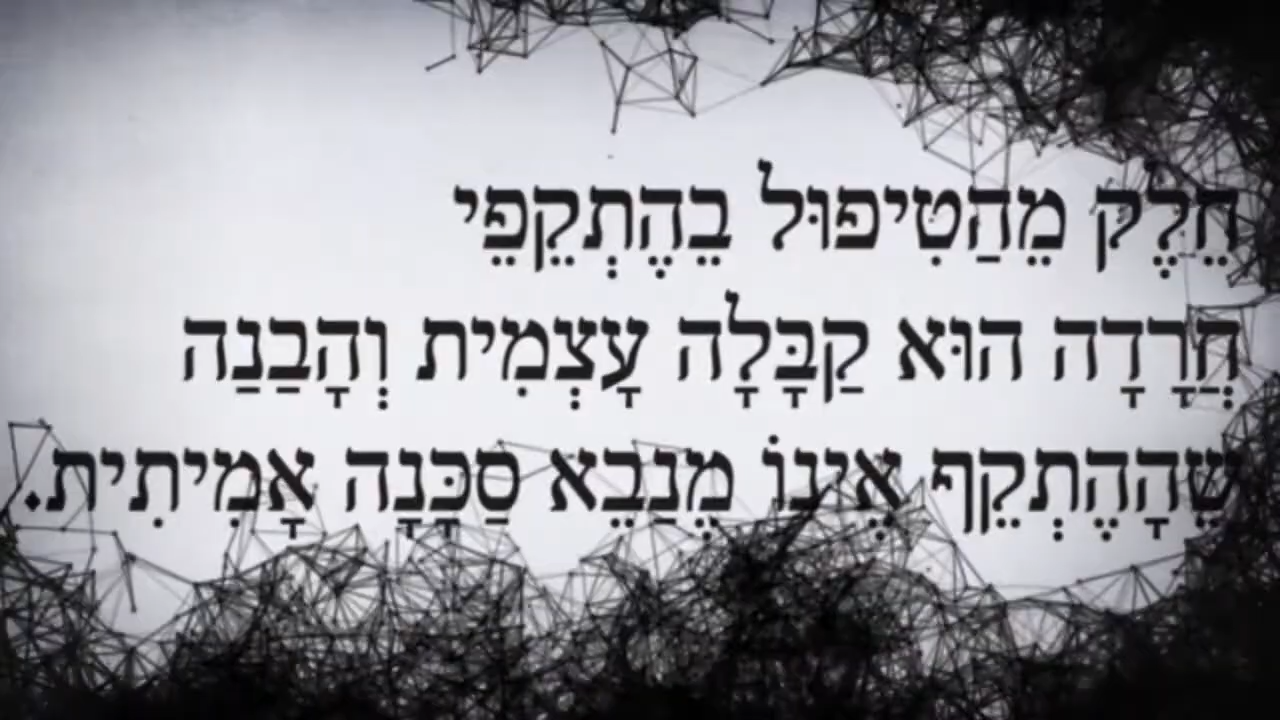 חֵלֶק מֵהַטִיפּוּל בֵהֶתְקֵפֵי
חֲרָדָה הוּא קַבָּלָה עָצְמִית וְהָבַנַה
שֶׁהָהֶתְקֵף אֶינוֹ מְנַבֵא סַכָּנָה אָמִיתִית.